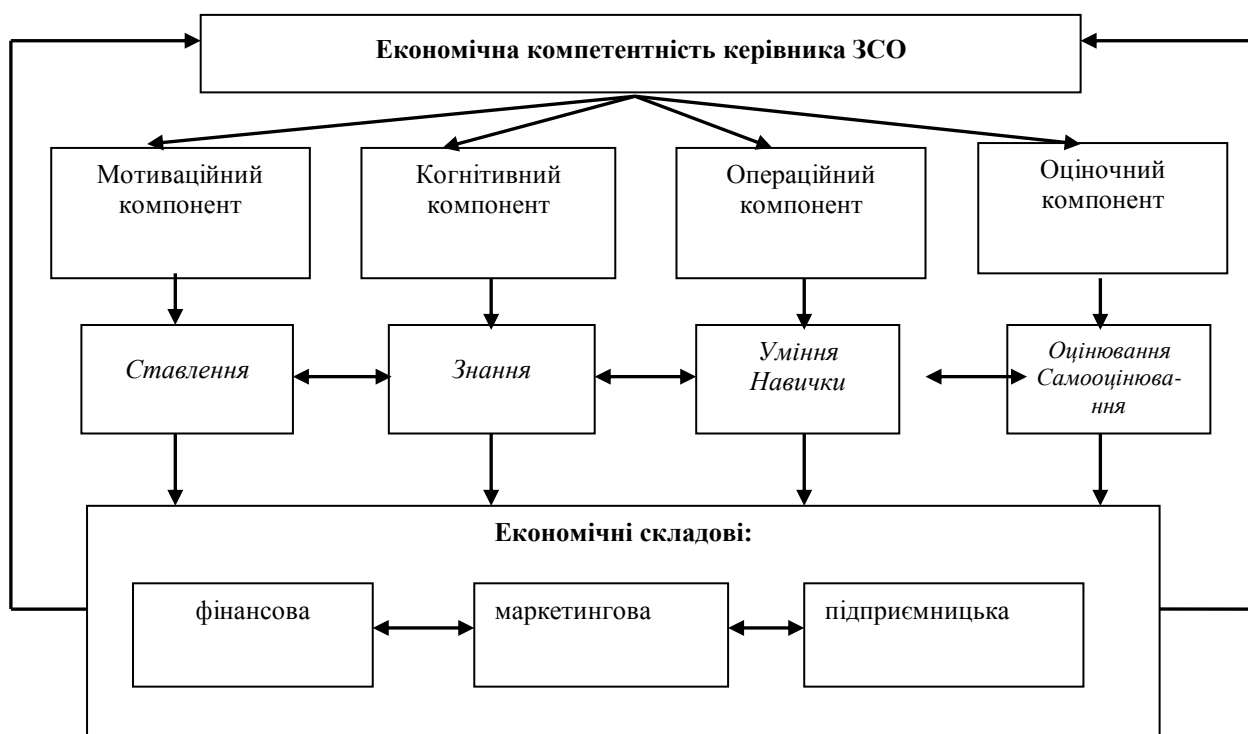 Економічна компетентність керівника ЗСО
Мотиваційний
компонент
Когнітивний
компонент
Операційний
компонент
Оціночний
компонент
Ставлення
Знання
Уміння
Навички
Оцінювання
Самооцінюва-
ння
Економічні складові:
фінансова
маркетингова
підприємницька